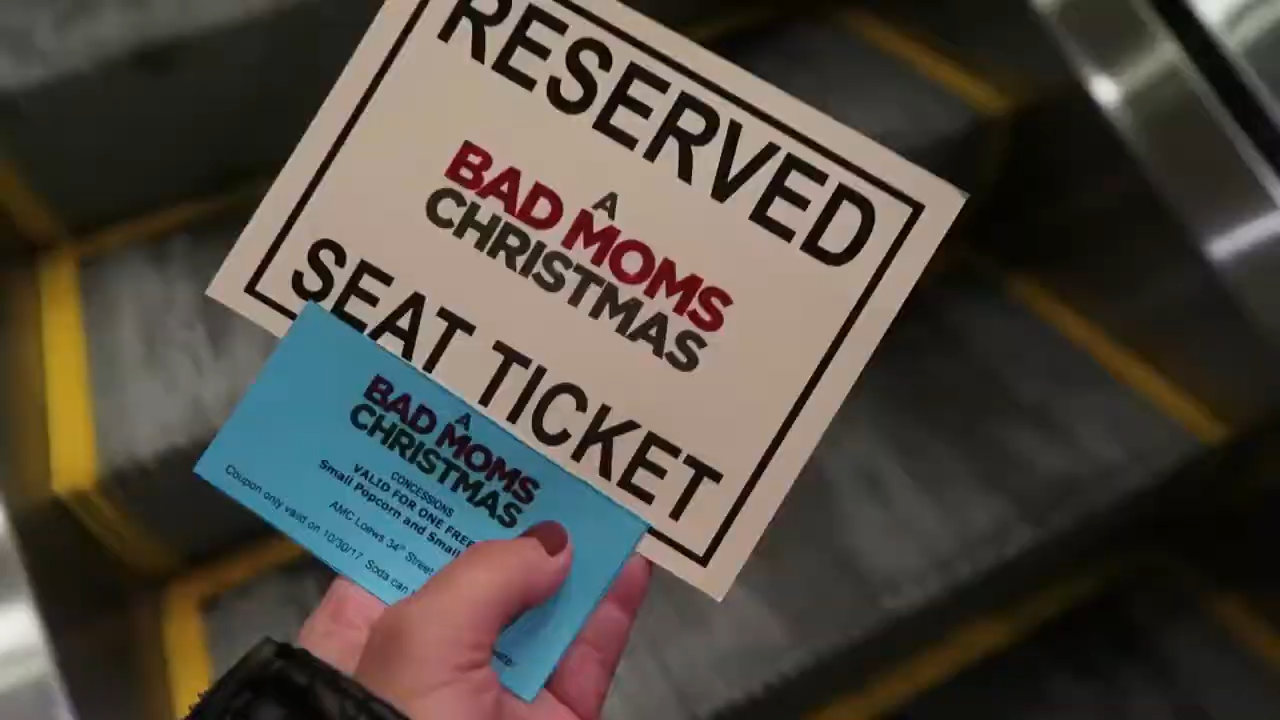 RESERVED
A
BAD MOMS
CHRISTMAS
SEAT TICKET
A
BAD MOMS
CHRISTMAS
CONCESSIONS
VALID FOR ONE FREE
Small Popcorn and Small
AMC Loews 34th Street
Coupon only valid on 10/30/17. Soda can